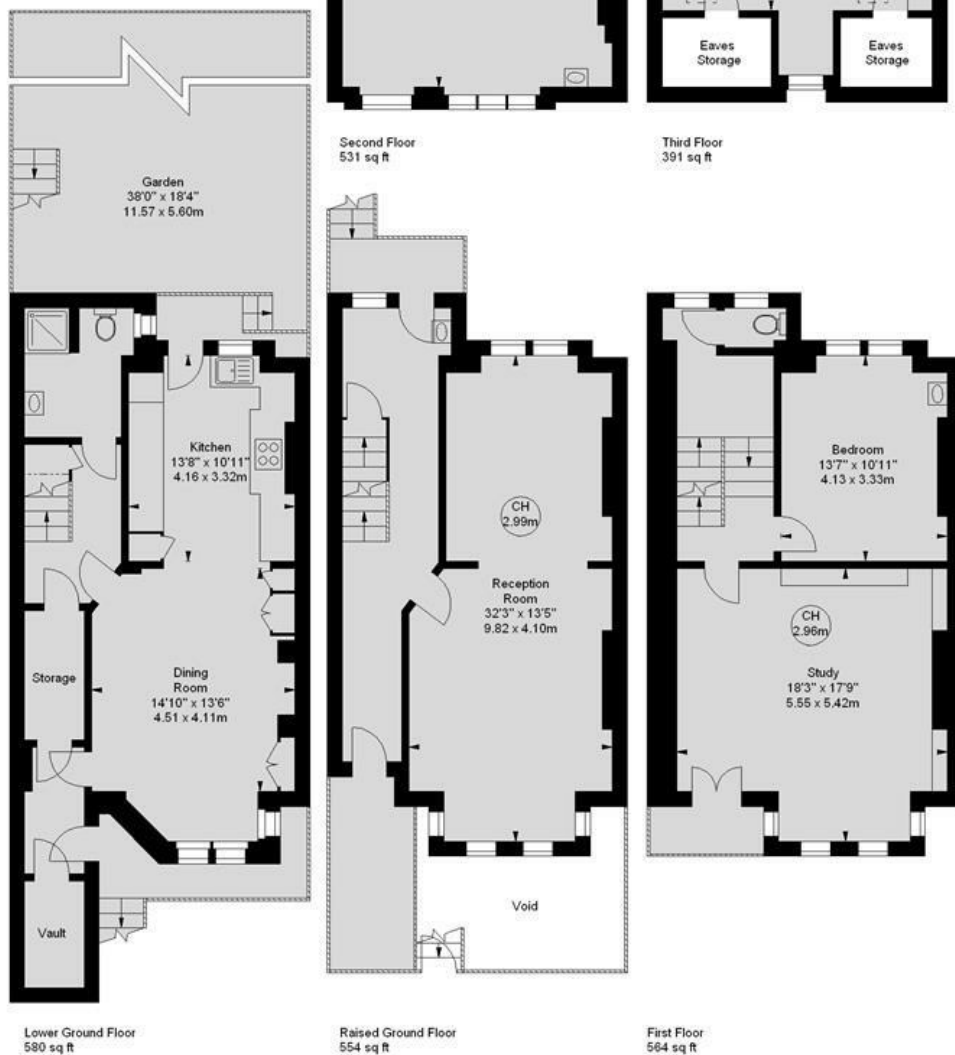 Eaves
Storage
Eaves
Storage
Second Floor
531 sq ft
Third Floor
391 sq ft
Garden
38'0" x 18'4"
11.57 x 5.60m
Kitchen
13'8" x 10'11"
4.16 x 3.32m
Storage
Dining
Room
14'10" x 13'6"
4.51 x 4.11m
Vault
Lower Ground Floor
580 sq ft
CH
2.99m
Reception
Room
32'3" x 13'5"
9.82 x 4.10m
Void
Raised Ground Floor
554 sq ft
Bedroom
13'7" x 10'11"
4.13 x 3.33m
CH
2.96m
Study
18'3" x 17'9"
5.55 x 5.42m
First Floor
564 sq ft